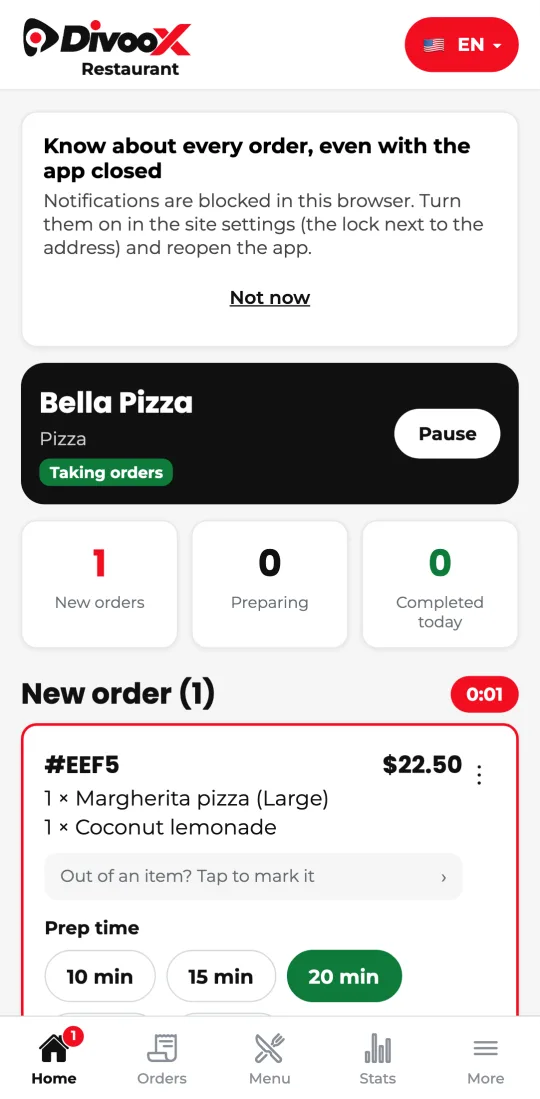 DivooX
Restaurant
EN
Know about every order, even with the
app closed
Notifications are blocked in this browser. Turn
them on in the site settings (the lock next to the
address) and reopen the app.
Not now
Bella Pizza
Pizza
Taking orders
Pause
1
New orders
0
Preparing
0
Completed
today
New order (1)
0:01
#EEF5
$22.50
1 × Margherita pizza (Large)
1 × Coconut lemonade
Out of an item? Tap to mark it
Prep time
10 min
15 min
20 min
1
Home
Orders
Menu
Stats
More